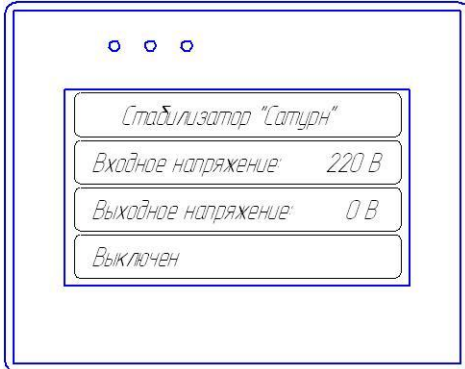 Стабилизатор "Сатурн"
Входное напряжение: 220 В
Выходное напряжение: 0 В
Выключен